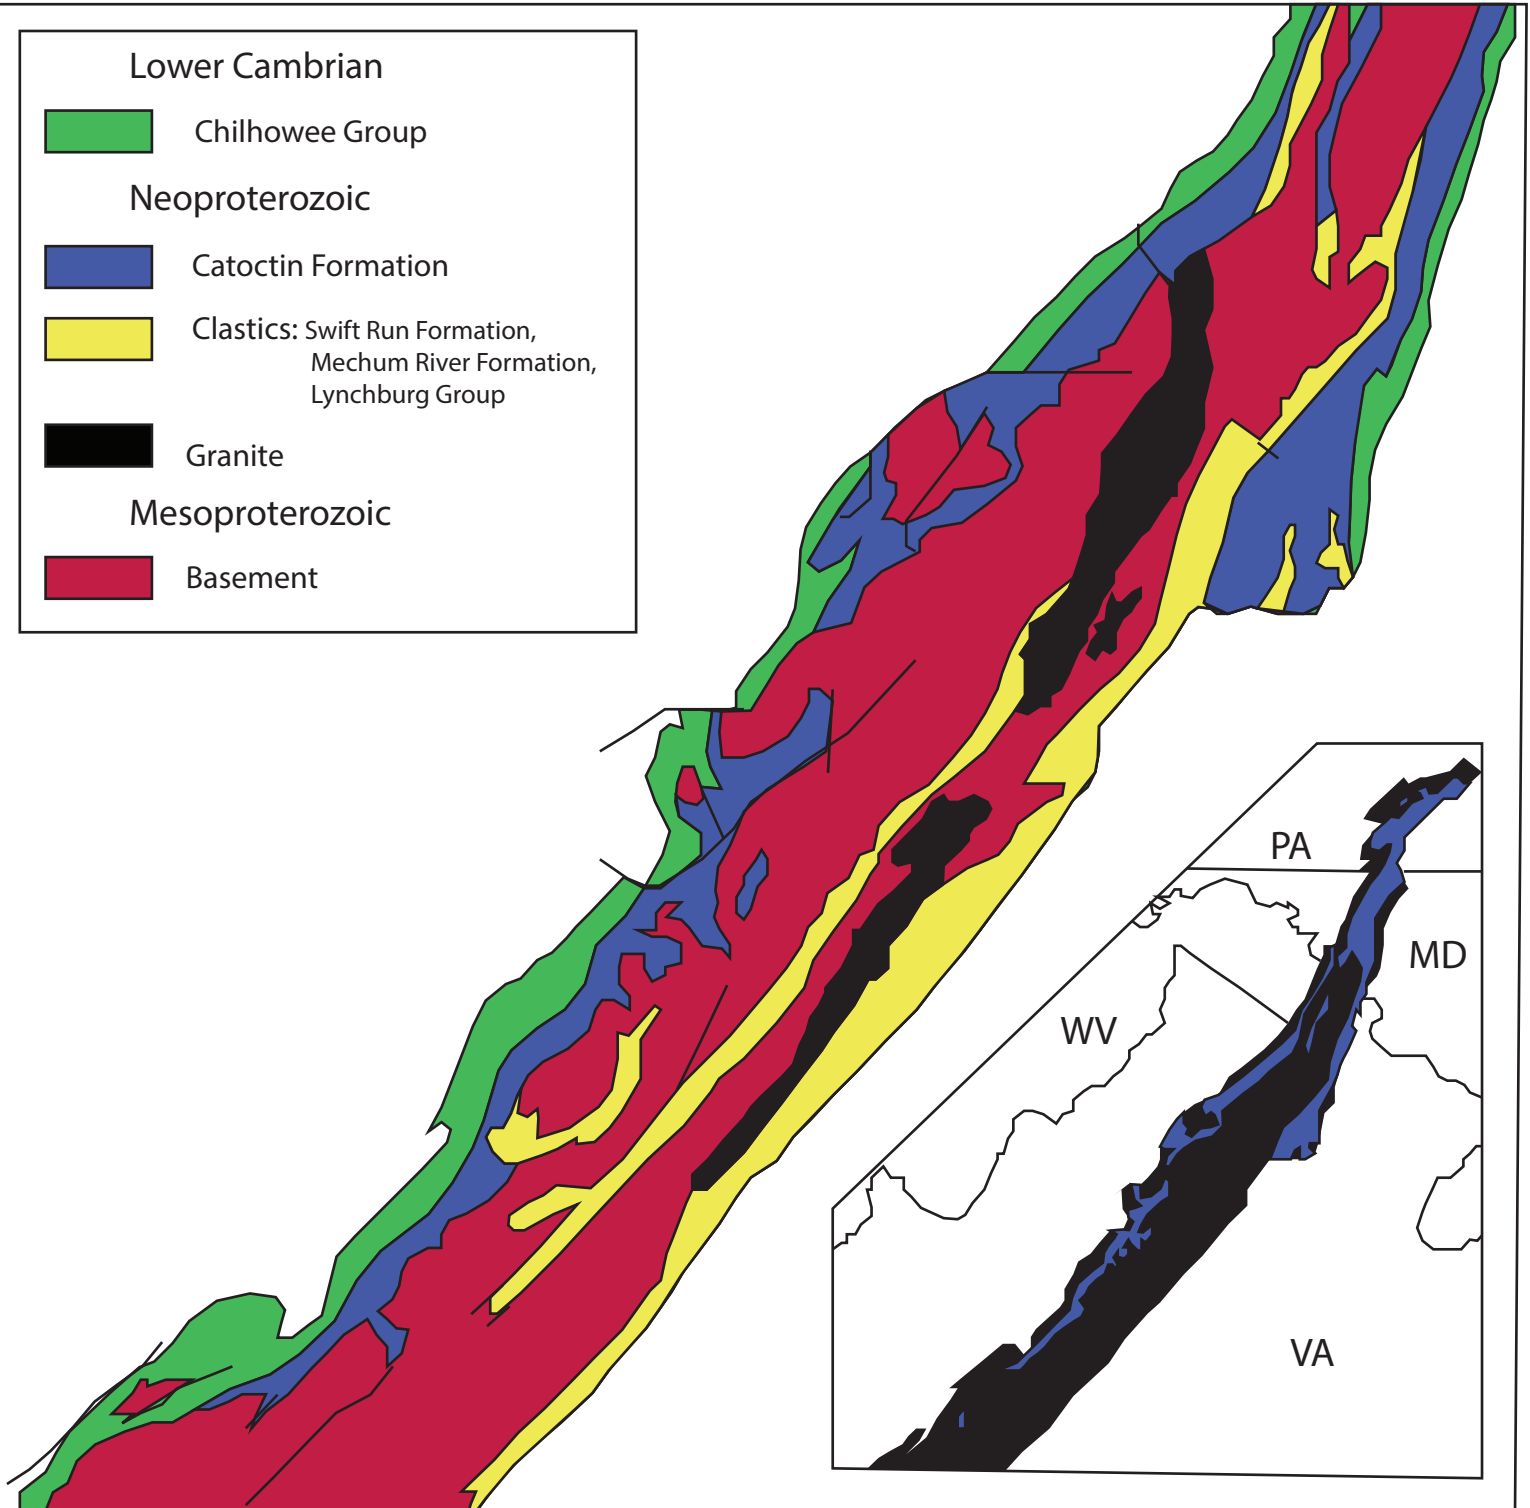 Lower Cambrian
Chilhowee Group
Neoproterozoic
Catoctin Formation
Clastics: Swift Run Formation,
Mechum River Formation,
Lynchburg Group
Granite
Mesoproterozoic
Basement
PA
MD
WV
VA